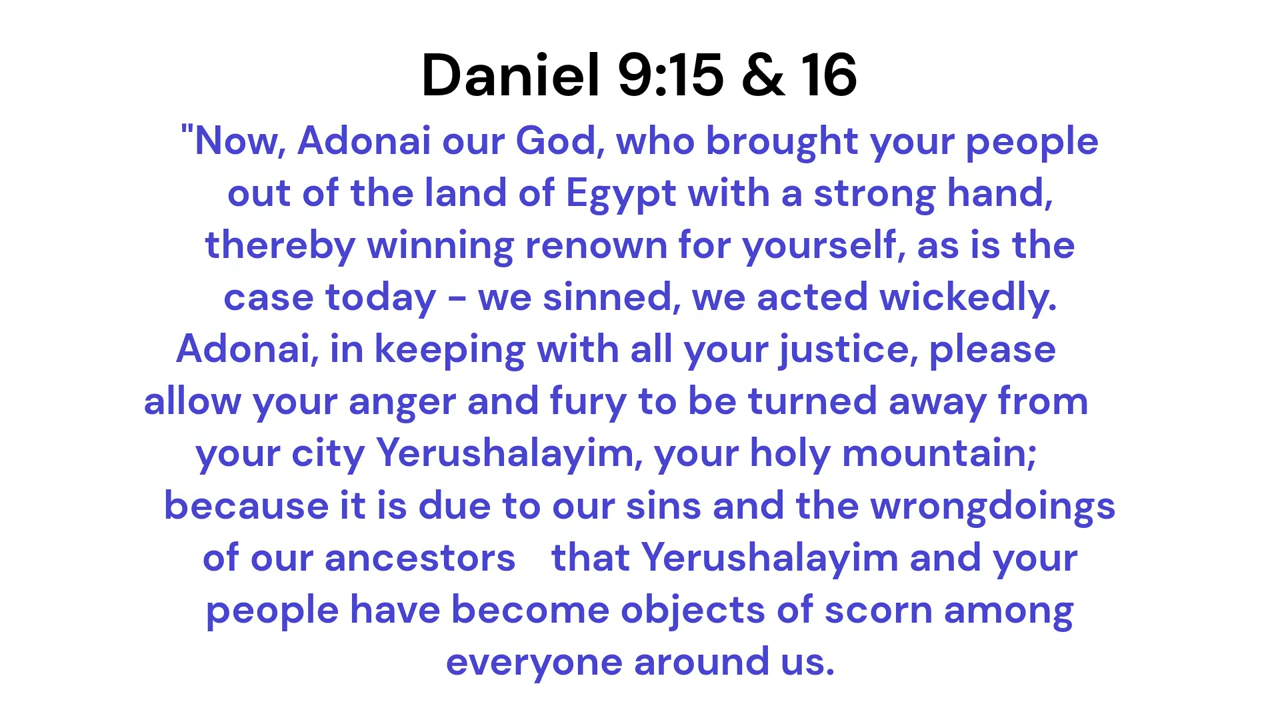 Daniel 9:15 & 16
"Now, Adonai our God, who brought your people
out of the land of Egypt with a strong hand,
thereby winning renown for yourself, as is the
case today - we sinned, we acted wickedly.
Adonai, in keeping with all your justice, please
allow your anger and fury to be turned away from
your city Yerushalayim, your holy mountain;
because it is due to our sins and the wrongdoings
of our ancestors that Yerushalayim and your
people have become objects of scorn among
everyone around us.